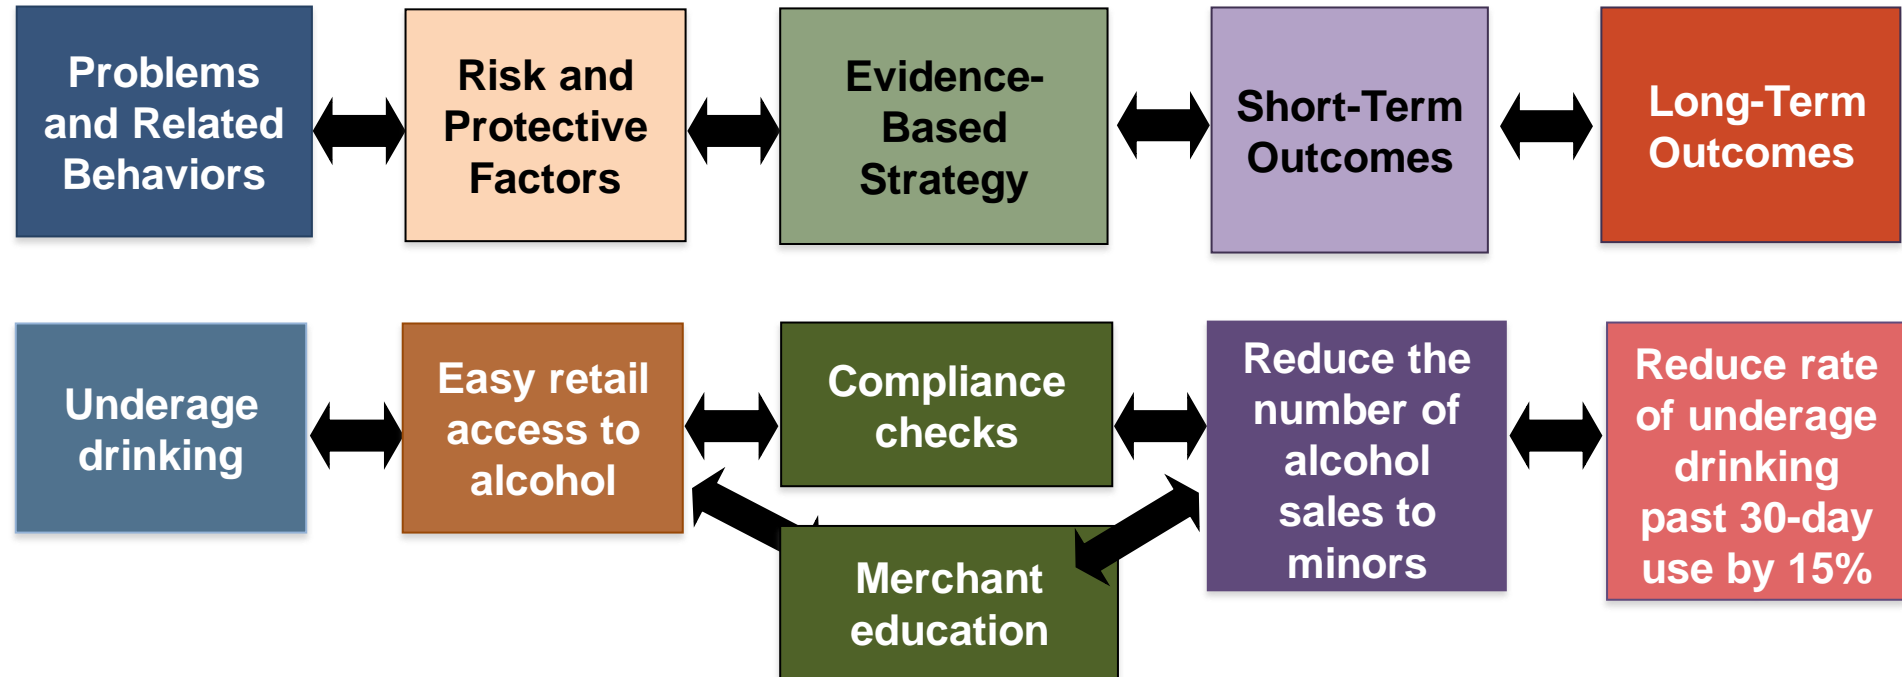 Problems
and Related
Behaviors
Risk and
Protective
Factors
Evidence-
Based
Strategy
Short-Term
Outcomes
Long-Term
Outcomes
Underage
drinking
Easy retail
access to
alcohol
Compliance
checks
Merchant
education
Reduce the
number of
alcohol
sales to
minors
Reduce rate
of underage
drinking
past 30-day
use by 15%